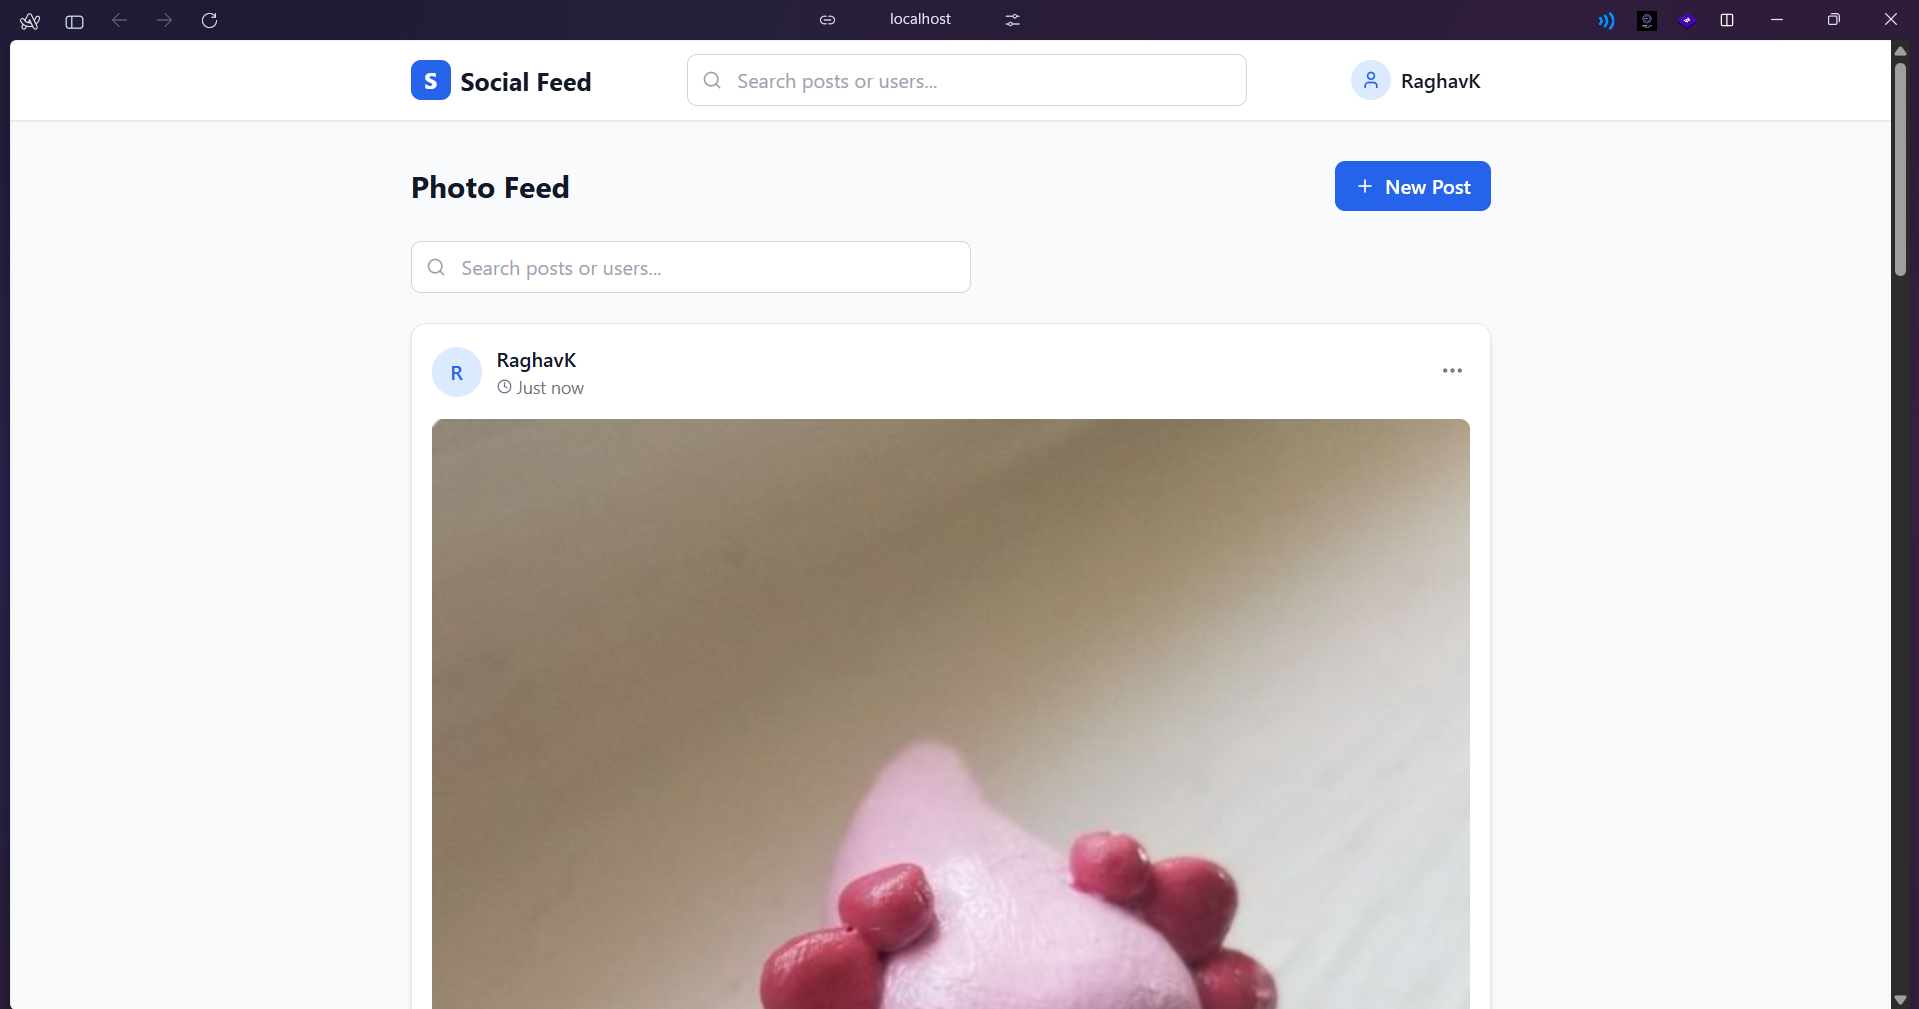 localhost
S Social Feed
Search posts or users...
RaghavK
Photo Feed
+ New Post
Search posts or users...
R
RaghavK
Just now